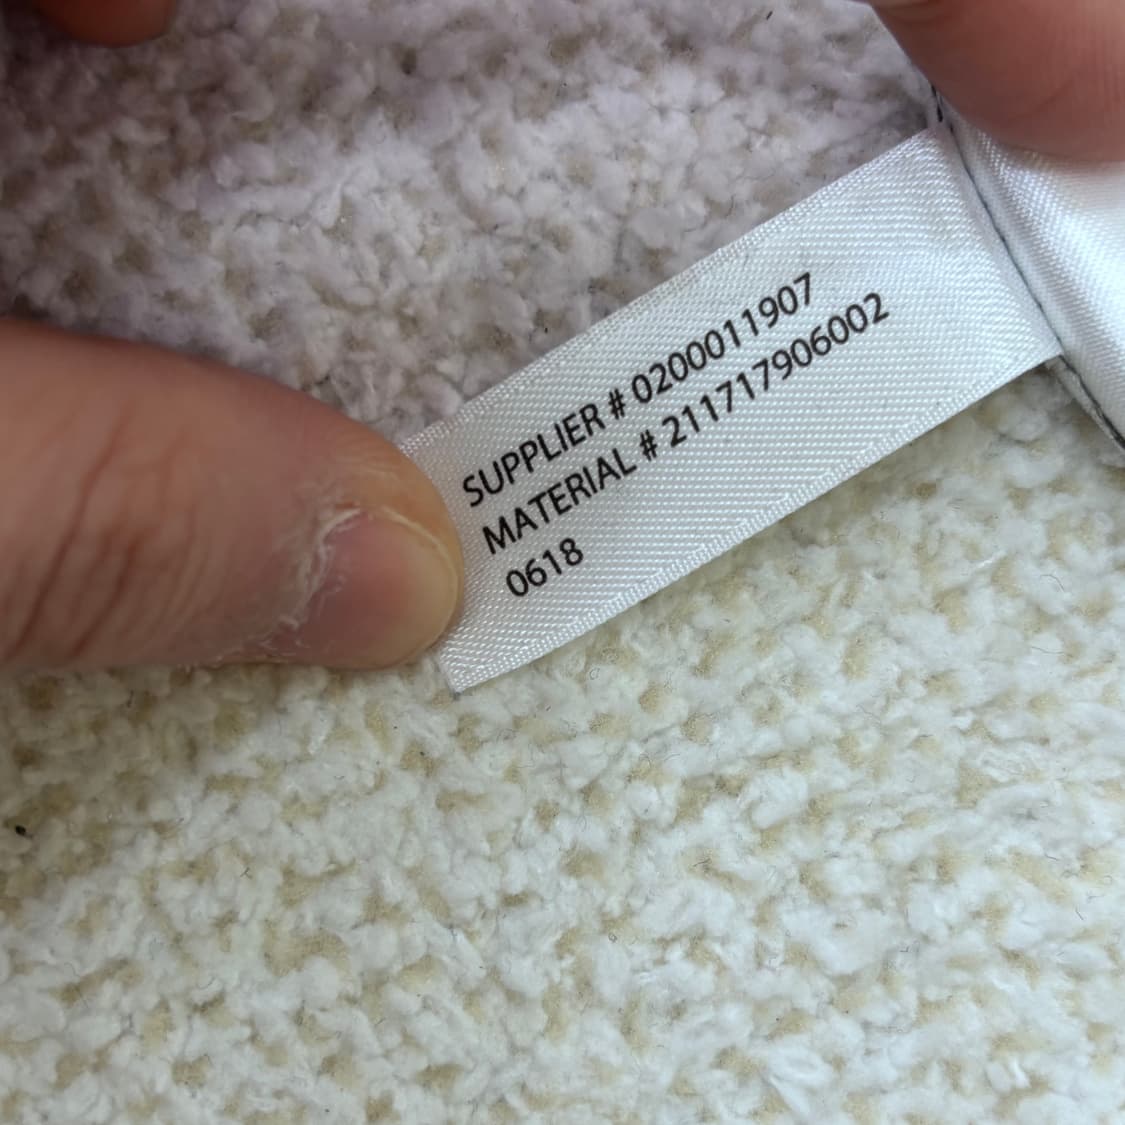 SUPPLIER # 0200011907
MATERIAL # 211717906002
0618